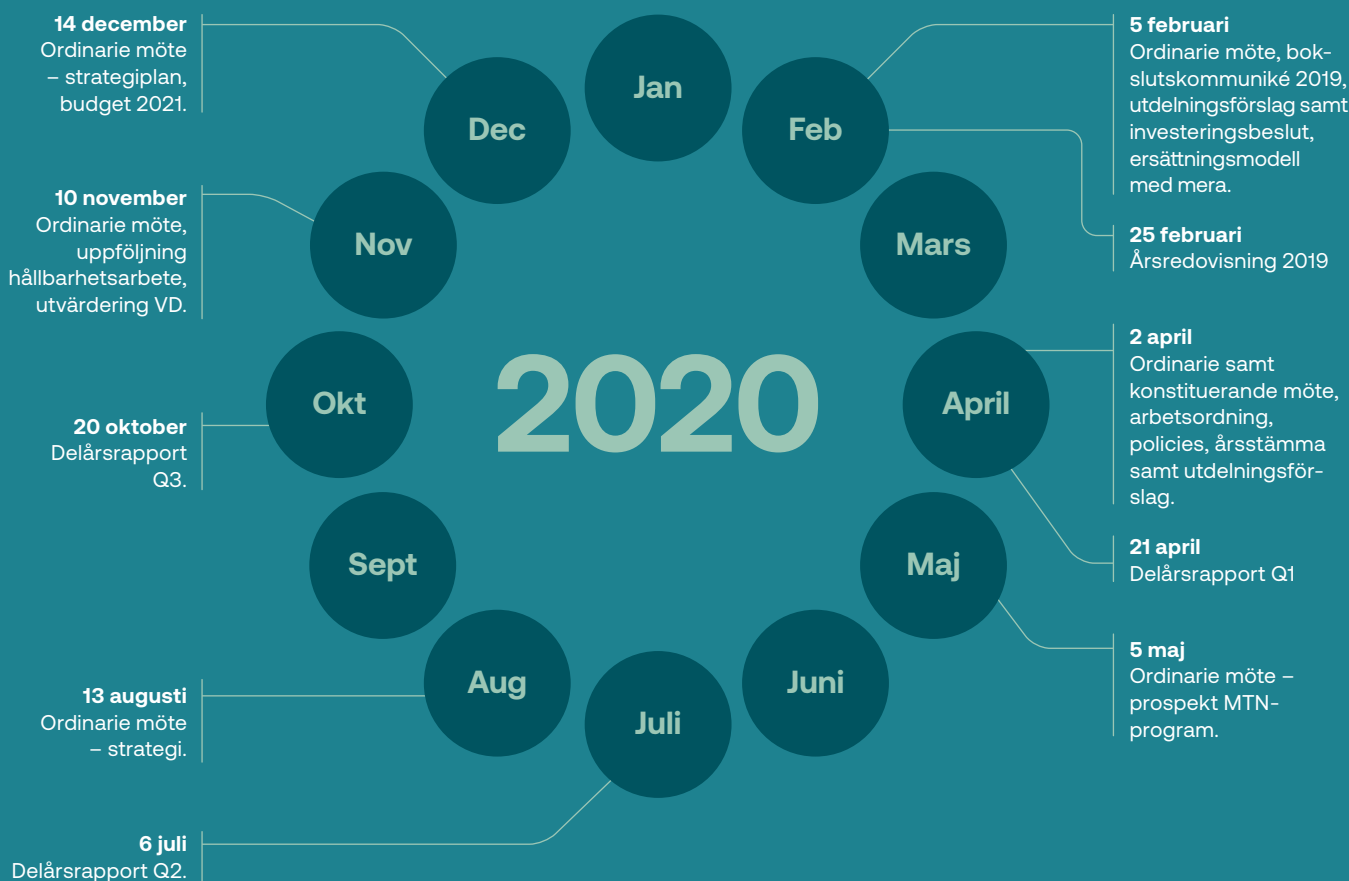 14 december
Ordinarie möte
– strategiplan,
budget 2021.
10 november
Ordinarie möte,
uppföljning
hållbarhetsarbete,
utvärdering VD.
20 oktober
Delårsrapport
Q3.
13 augusti
Ordinarie möte
– strategi.
6 juli
Delårsrapport Q2.
Jan
Feb
Mars
April
Maj
Juni
Juli
Aug
Sept
Okt
Nov
Dec
2020
5 februari
Ordinarie möte, bok-
slutskommuniké 2019,
utdelningsförslag samt
investeringsbeslut,
ersättningsmodell
med mera.
25 februari
Årsredovisning 2019
2 april
Ordinarie samt
konstituerande möte,
arbetsordning,
policies, årsstämma
samt utdelningsför-
slag.
21 april
Delårsrapport Q1
5 maj
Ordinarie möte –
prospekt MTN-
program.